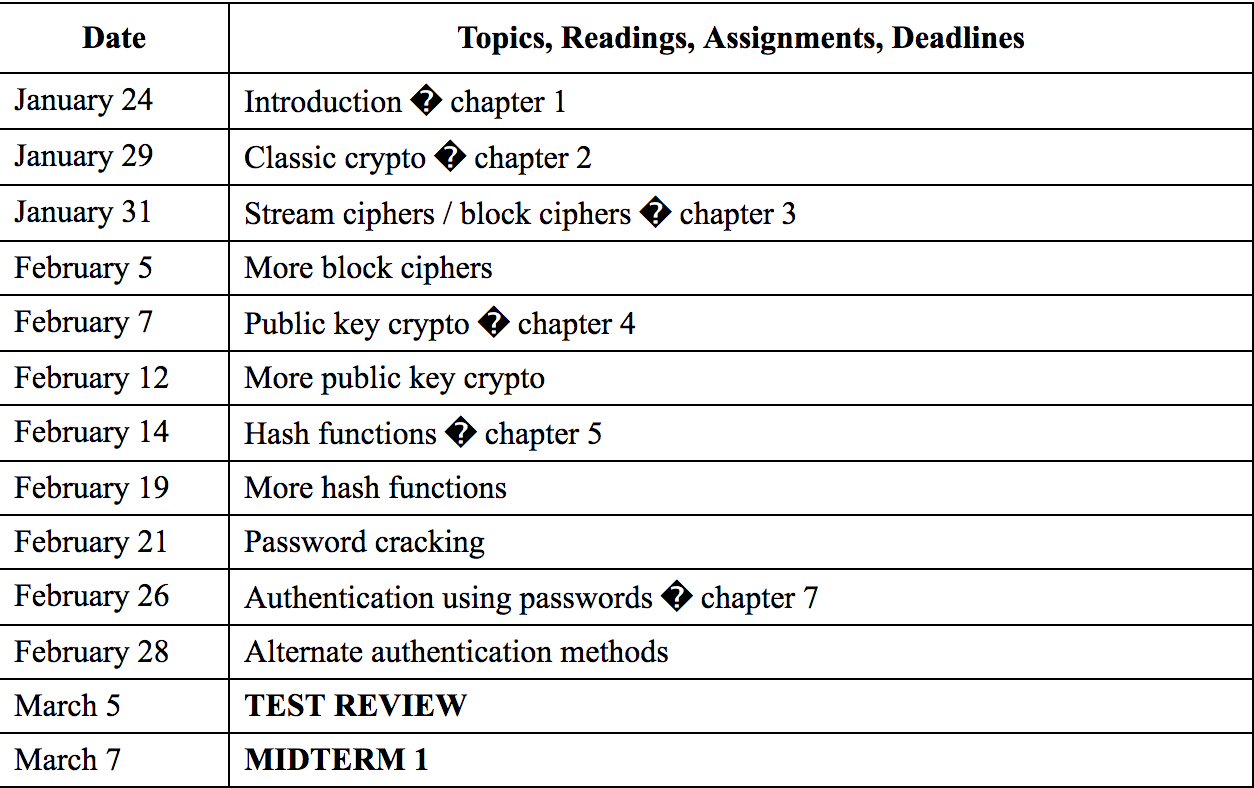 Date Topics, Readings, Assignments, Deadlines
January 24 Introduction � chapter 1
January 29 Classic crypto � chapter 2
January 31 Stream ciphers / block ciphers � chapter 3
February 5 More block ciphers
February 7 Public key crypto � chapter 4
February 12 More public key crypto
February 14 Hash functions � chapter 5
February 19 More hash functions
February 21 Password cracking
February 26 Authentication using passwords � chapter 7
February 28 Alternate authentication methods
March 5 TEST REVIEW
March 7 MIDTERM 1